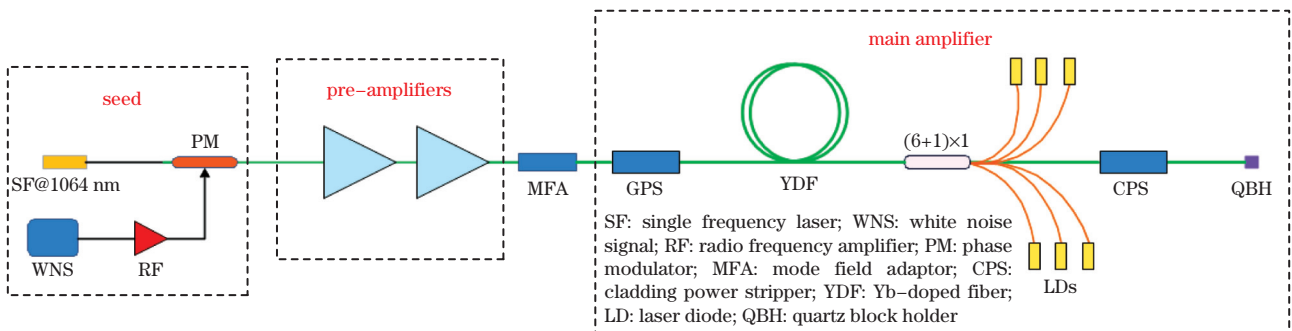 main amplifier
seed
pre-amplifiers
PM
(6+1)×1
SF@1064 nm
MFA
GPS
YDF
CPS
QBH
WNS
RF
LDs
SF: single frequency laser; WNS: white noise
signal; RF: radio frequency amplifier; PM: phase
modulator; MFA: mode field adaptor; CPS:
cladding power stripper; YDF: Yb-doped fiber;
LD: laser diode; QBH: quartz block holder